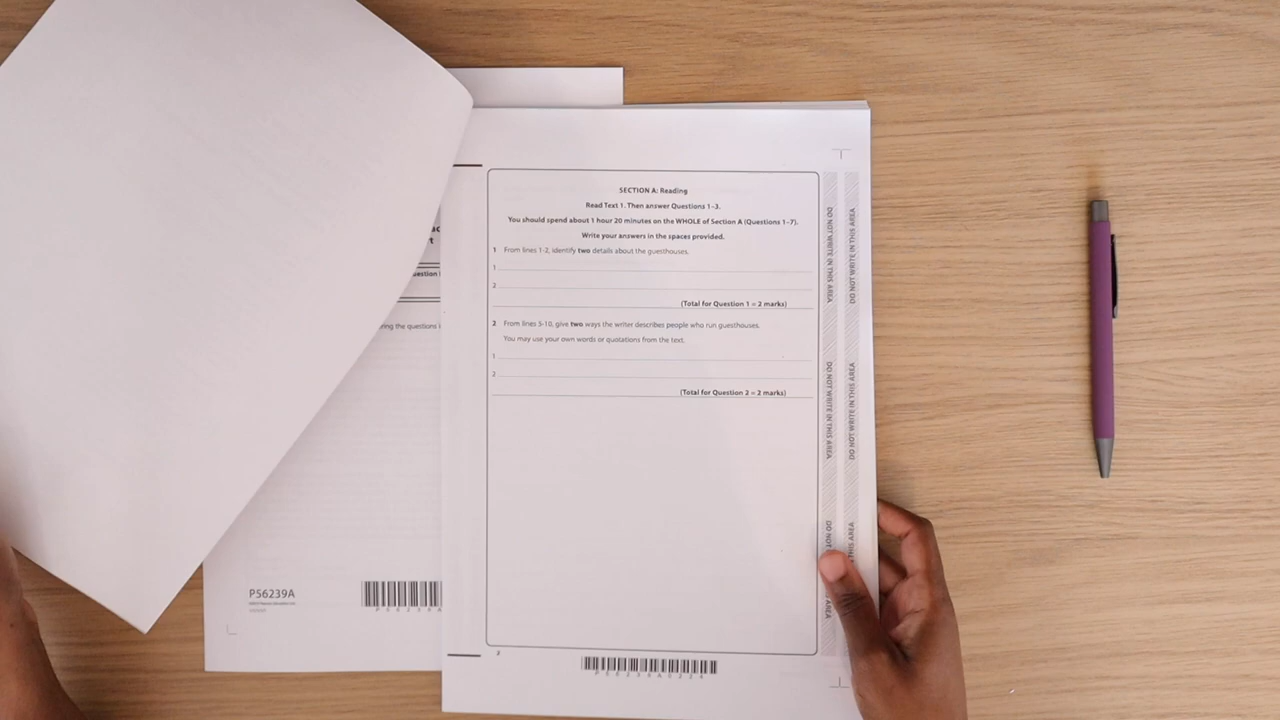 SECTION A: Reading
Read Text 1. Then answer Questions 1–3.
You should spend about 1 hour 20 minutes on the WHOLE of Section A (Questions 1–7).
Write your answers in the spaces provided.
1 From lines 1-2, identify two details about the guesthouses.
1
2
(Total for Question 1 = 2 marks)
2 From lines 5-10, give two ways the writer describes people who run guesthouses.
You may use your own words or quotations from the text.
1
2
(Total for Question 2 = 2 marks)
2
DO NOT WRITE IN THIS AREA
DO NOT WRITE IN THIS AREA
DO NOT WRITE IN THIS AREA
DO NOT WRITE IN THIS AREA
DO NOT
AREA
THIS AREA
ring the questions i
P56239A